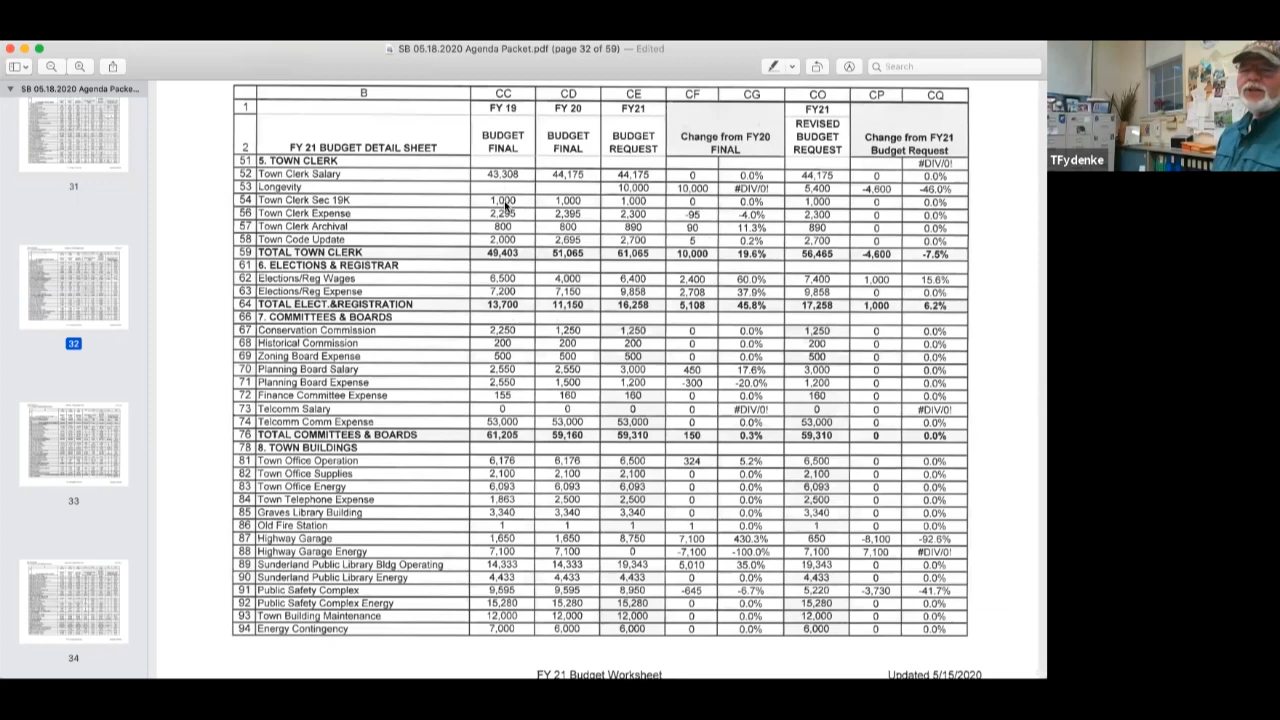 SB 05.18.2020 Agenda Packet.pdf (page 32 of 59) — Edited
Search
SB 05.18.2020 Agenda Packe...
31
32
33
34
TFydenke
B CC CD CE CF CG CO CP CQ
1 FY 19 FY 20 FY21 FY21
2 FY 21 BUDGET DETAIL SHEET BUDGET FINAL BUDGET FINAL BUDGET REQUEST Change from FY20 FINAL REVISED BUDGET REQUEST Change from FY21 Budget Request
51 5. TOWN CLERK #DIV/0!
52 Town Clerk Salary 43,308 44,175 44,175 0 0.0% 44,175 0 0.0%
53 Longevity 10,000 10,000 #DIV/0! 5,400 -4,600 -46.0%
54 Town Clerk Sec 19K 1,000 1,000 1,000 0 0.0% 1,000 0 0.0%
56 Town Clerk Expense 2,295 2,395 2,300 -95 -4.0% 2,300 0 0.0%
57 Town Clerk Archival 800 800 890 90 11.3% 890 0 0.0%
58 Town Code Update 2,000 2,695 2,700 5 0.2% 2,700 0 0.0%
59 TOTAL TOWN CLERK 49,403 51,065 61,065 10,000 19.6% 56,465 -4,600 -7.5%
61 6. ELECTIONS & REGISTRAR
62 Elections/Reg Wages 6,500 4,000 6,400 2,400 60.0% 7,400 1,000 15.6%
63 Elections/Reg Expense 7,200 7,150 9,858 2,708 37.9% 9,858 0 0.0%
64 TOTAL ELECT.&REGISTRATION 13,700 11,150 16,258 5,108 45.8% 17,258 1,000 6.2%
66 7. COMMITTEES & BOARDS
67 Conservation Commission 2,250 1,250 1,250 0 0.0% 1,250 0 0.0%
68 Historical Commission 200 200 200 0 0.0% 200 0 0.0%
69 Zoning Board Expense 500 500 500 0 0.0% 500 0 0.0%
70 Planning Board Salary 2,550 2,550 3,000 450 17.6% 3,000 0 0.0%
71 Planning Board Expense 2,550 1,500 1,200 -300 -20.0% 1,200 0 0.0%
72 Finance Committee Expense 155 160 160 0 0.0% 160 0 0.0%
73 Telcomm Salary 0 0 0 0 #DIV/0! 0 0 #DIV/0!
74 Telcomm Comm Expense 53,000 53,000 53,000 0 0.0% 53,000 0 0.0%
76 TOTAL COMMITTEES & BOARDS 61,205 59,160 59,310 150 0.3% 59,310 0 0.0%
78 8. TOWN BUILDINGS
81 Town Office Operation 6,176 6,176 6,500 324 5.2% 6,500 0 0.0%
82 Town Office Supplies 2,100 2,100 2,100 0 0.0% 2,100 0 0.0%
83 Town Office Energy 6,093 6,093 6,093 0 0.0% 6,093 0 0.0%
84 Town Telephone Expense 1,863 2,500 2,500 0 0.0% 2,500 0 0.0%
85 Graves Library Building 3,340 3,340 3,340 0 0.0% 3,340 0 0.0%
86 Old Fire Station 1 1 1 1 0.0% 1 0 0.0%
87 Highway Garage 1,650 1,650 8,750 7,100 430.3% 650 -8,100 -92.6%
88 Highway Garage Energy 7,100 7,100 0 -7,100 -100.0% 7,100 7,100 #DIV/0!
89 Sunderland Public Library Bldg Operating 14,333 14,333 19,343 5,010 35.0% 19,343 0 0.0%
90 Sunderland Public Library Energy 4,433 4,433 4,433 0 0.0% 4,433 0 0.0%
91 Public Safety Complex 9,595 9,595 8,950 -645 -6.7% 5,220 -3,730 -41.7%
92 Public Safety Complex Energy 15,280 15,280 15,280 0 0.0% 15,280 0 0.0%
93 Town Building Maintenance 12,000 12,000 12,000 0 0.0% 12,000 0 0.0%
94 Energy Contingency 7,000 6,000 6,000 0 0.0% 6,000 0 0.0%
FY 21 Budget Worksheet Updated 5/15/2020